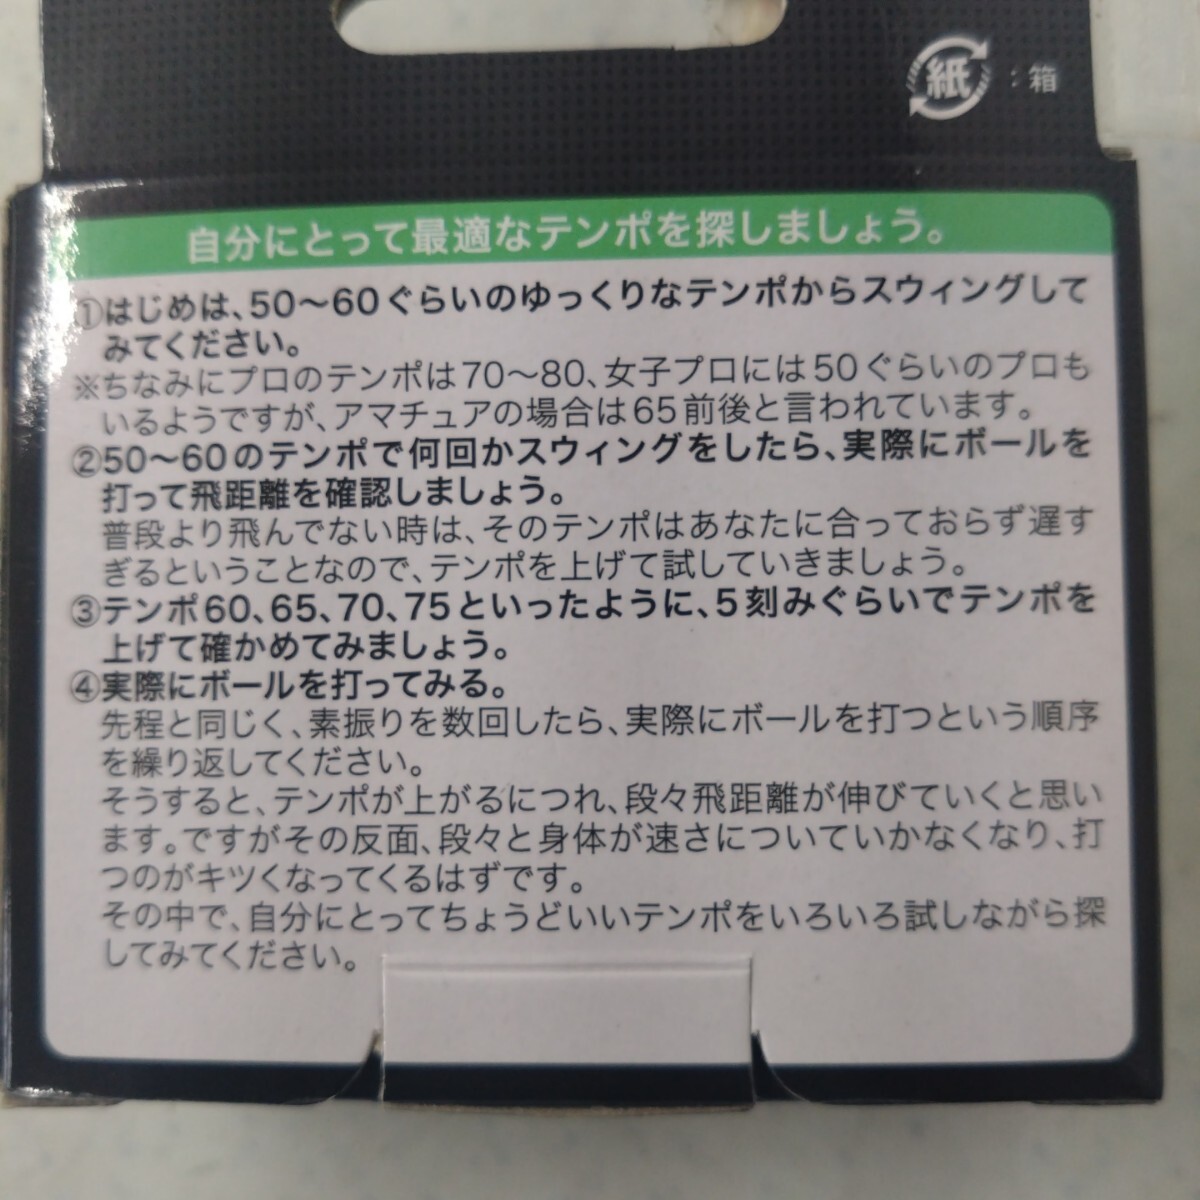 紙：箱
自分にとって最適なテンポを探しましょう。
①はじめは、50～60ぐらいのゆっくりなテンポからスウィングして
みてください。
※ちなみにプロのテンポは70～80、女子プロには50ぐらいのプロも
いるようですが、アマチュアの場合は65前後と言われています。
②50～60のテンポで何回かスウィングをしたら、実際にボールを
打って飛距離を確認しましょう。
普段より飛んでない時は、そのテンポはあなたに合っておらず遅す
ぎるということなので、テンポを上げて試していきましょう。
③テンポ60、65、70、75といったように、5刻みぐらいでテンポを
上げて確かめてみましょう。
④実際にボールを打ってみる。
先程と同じく、素振りを数回したら、実際にボールを打つという順序
を繰り返してください。
そうすると、テンポが上がるにつれ、段々飛距離が伸びていくと思い
ます。ですがその反面、段々と身体が速さについていかなくなり、打
つのがキツくなってくるはずです。
その中で、自分にとってちょうどいいテンポをいろいろ試しながら探
してみてください。